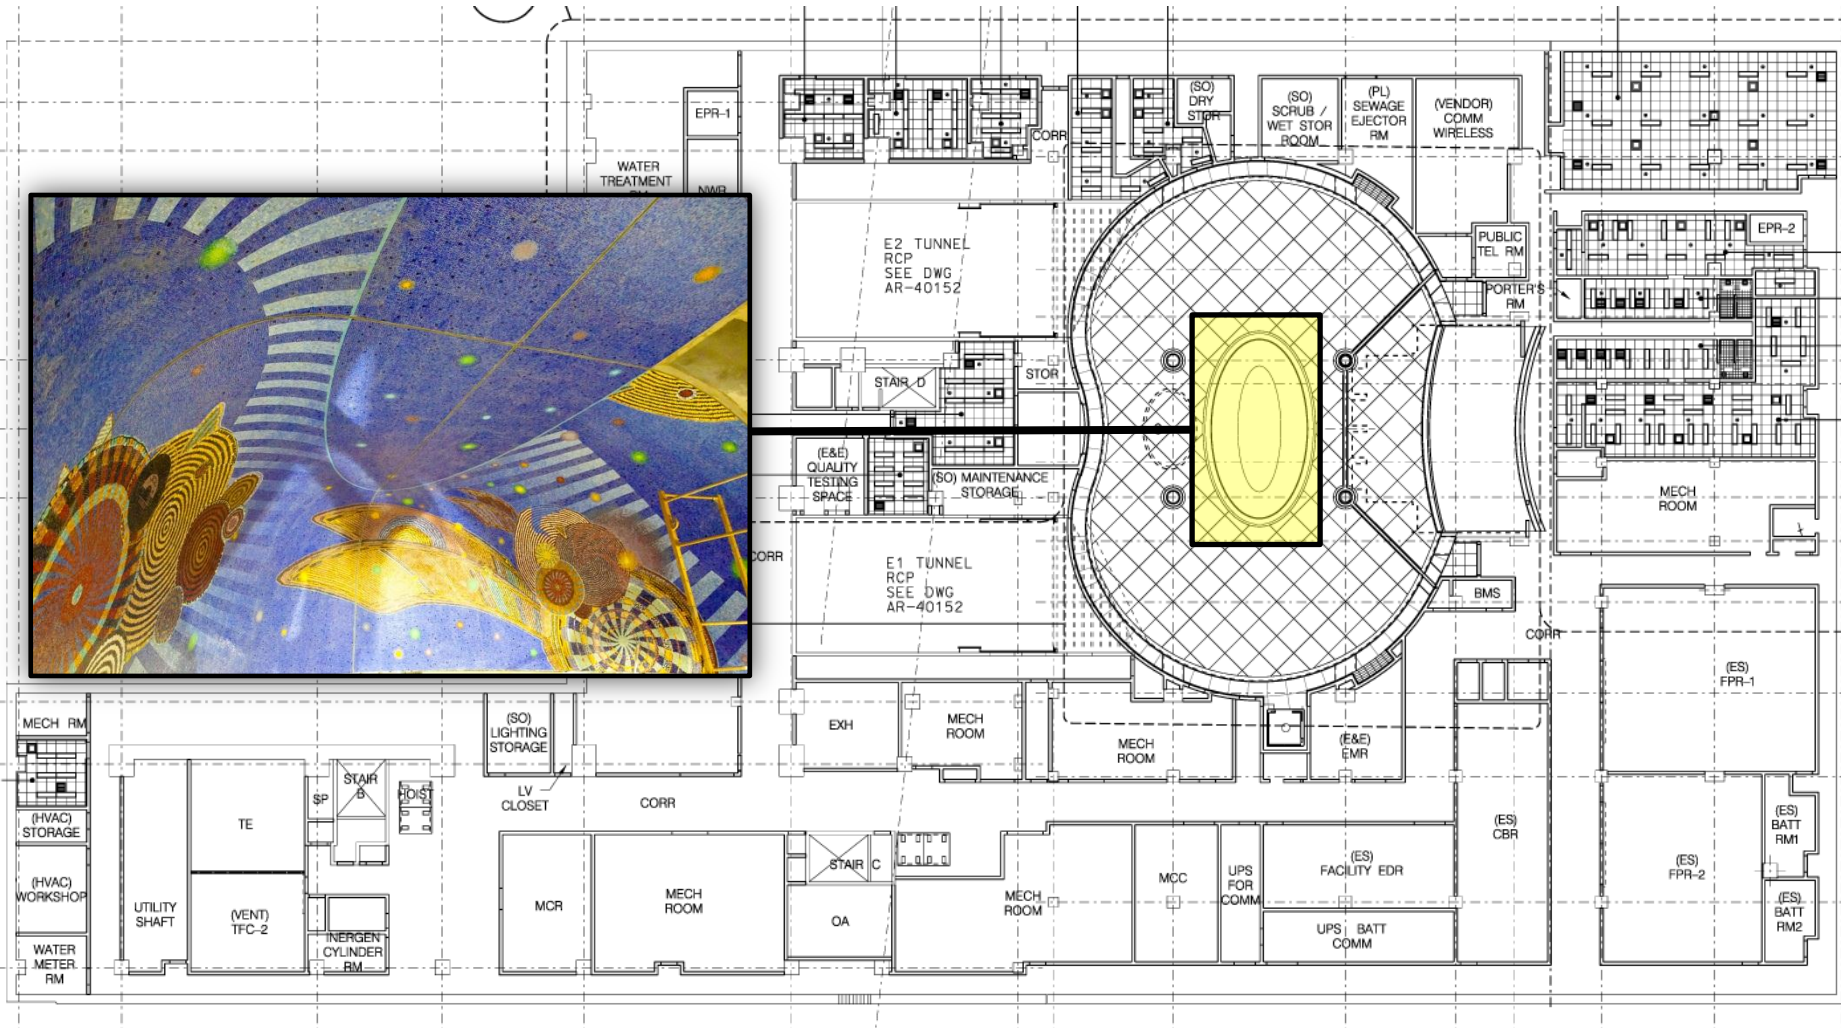 EPR-1
WATER
TREATMENT
RM
NWR
CORR
(SO)
DRY
STOR
(SO)
SCRUB /
WET STOR
ROOM
(PL)
SEWAGE
EJECTOR
RM
(VENDOR)
COMM
WIRELESS
PUBLIC
TEL RM
PORTER'S
RM
EPR-2
E2 TUNNEL
RCP
SEE DWG
AR-40152
STAIR D
STOR
(E&E)
QUALITY
TESTING
SPACE
(SO) MAINTENANCE
STORAGE
MECH
ROOM
CORR
E1 TUNNEL
RCP
SEE DWG
AR-40152
BMS
CORR
(ES)
FPR-1
MECH RM
(SO)
LIGHTING
STORAGE
LV
CLOSET
EXH
MECH
ROOM
MECH
ROOM
(E&E)
EMR
STAIR
B
HOIST
SP
CORR
(HVAC)
STORAGE
TE
(ES)
CBR
(ES)
BATT
RM1
(HVAC)
WORKSHOP
UTILITY
SHAFT
(VENT)
TFC-2
INERGEN
CYLINDER
RM
MCR
MECH
ROOM
STAIR C
OA
MECH
ROOM
MCC
UPS
FOR
COMM
(ES)
FACILITY EDR
UPS BATT
COMM
(ES)
FPR-2
(ES)
BATT
RM2
WATER
METER
RM